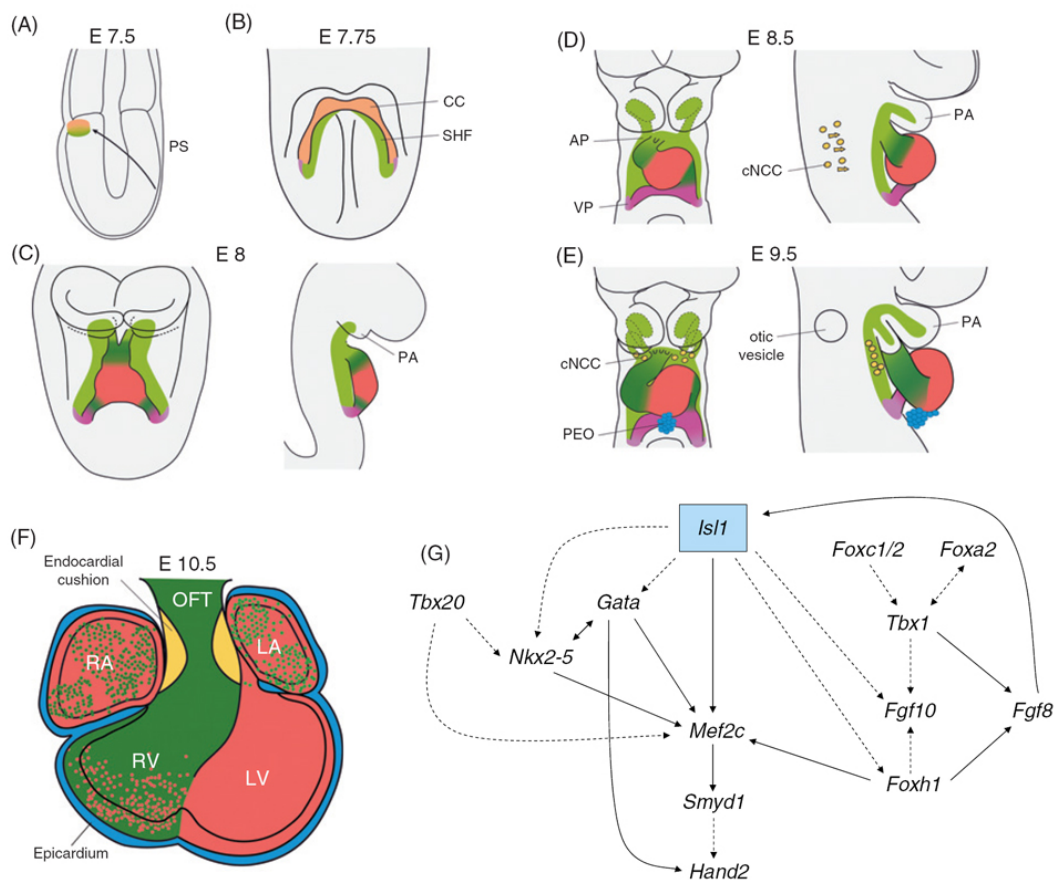 (A)
E 7.5
PS
(B)
E 7.75
CC
SHF
(C)
E 8
PA
(D)
E 8.5
AP
VP
cNCC
PA
(E)
E 9.5
cNCC
PEO
otic
vesicle
PA
(F)
E 10.5
Endocardial
cushion
OFT
RA
LA
RV
LV
Epicardium
(G)
Isl1
Foxc1/2
Foxa2
Tbx20
Gata
Tbx1
Nkx2-5
Mef2c
Fgf10
Fgf8
Smyd1
Foxh1
Hand2